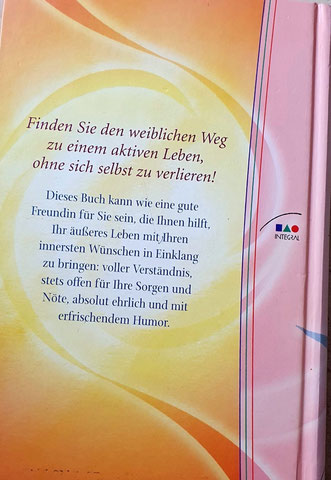 Finden Sie den weiblichen Weg
zu einem aktiven Leben,
ohne sich selbst zu verlieren!
Dieses Buch kann wie eine gute
Freundin für Sie sein, die Ihnen hilft,
Ihr äußeres Leben mit Ihren
innersten Wünschen in Einklang
zu bringen: voller Verständnis,
stets offen für Ihre Sorgen und
Nöte, absolut ehrlich und mit
erfrischendem Humor.
INTEGRAL